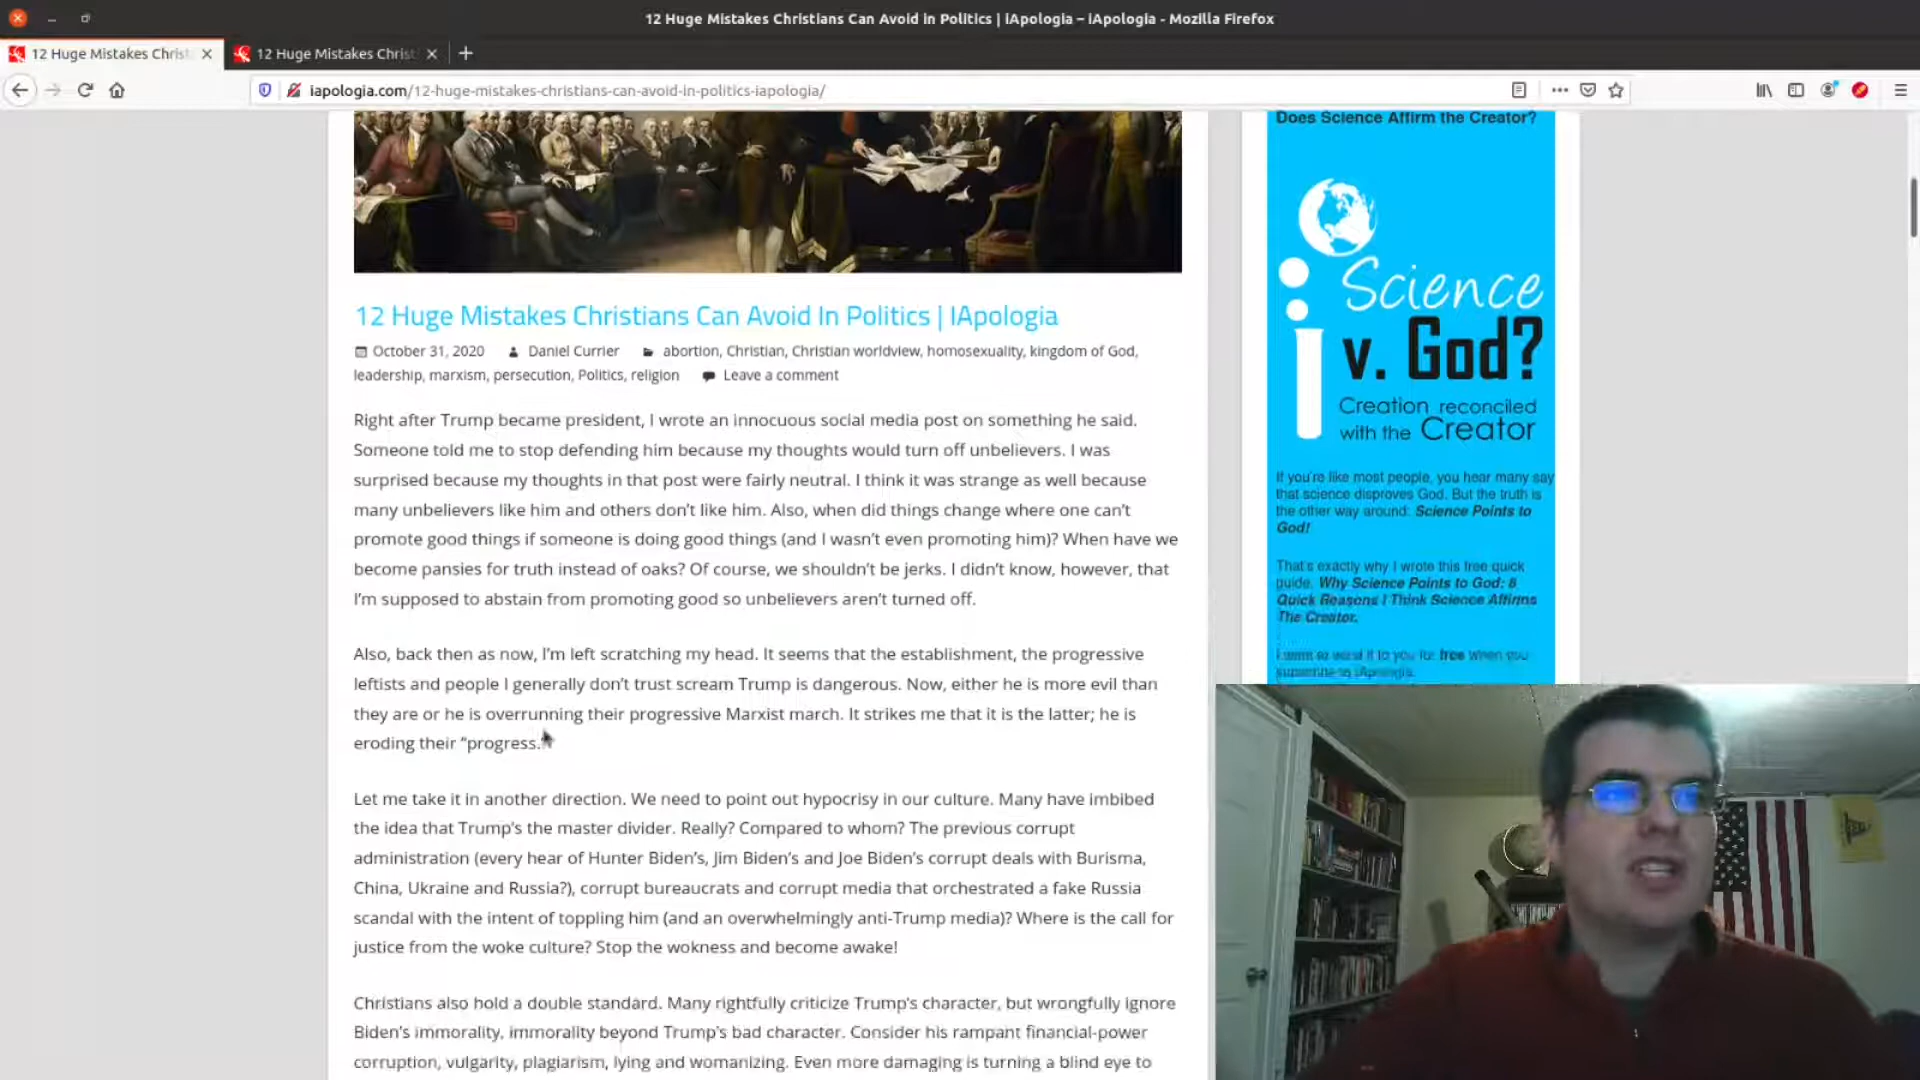 12 Huge Mistakes Christians Can Avoid in Politics | iApologia – iApologia - Mozilla Firefox
12 Huge Mistakes Christ
12 Huge Mistakes Christ
iapologia.com/12-huge-mistakes-christians-can-avoid-in-politics-iapologia/
12 Huge Mistakes Christians Can Avoid In Politics | IApologia
October 31, 2020 Daniel Currier abortion, Christian, Christian worldview, homosexuality, kingdom of God,
leadership, marxism, persecution, Politics, religion Leave a comment
Right after Trump became president, I wrote an innocuous social media post on something he said.
Someone told me to stop defending him because my thoughts would turn off unbelievers. I was
surprised because my thoughts in that post were fairly neutral. I think it was strange as well because
many unbelievers like him and others don't like him. Also, when did things change where one can't
promote good things if someone is doing good things (and I wasn't even promoting him)? When have we
become pansies for truth instead of oaks? Of course, we shouldn't be jerks. I didn't know, however, that
I'm supposed to abstain from promoting good so unbelievers aren't turned off.
Also, back then as now, I'm left scratching my head. It seems that the establishment, the progressive
leftists and people I generally don't trust scream Trump is dangerous. Now, either he is more evil than
they are or he is overrunning their progressive Marxist march. It strikes me that it is the latter; he is
eroding their “progress.”
Let me take it in another direction. We need to point out hypocrisy in our culture. Many have imbibed
the idea that Trump's the master divider. Really? Compared to whom? The previous corrupt
administration (every hear of Hunter Biden's, Jim Biden's and Joe Biden's corrupt deals with Burisma,
China, Ukraine and Russia?), corrupt bureaucrats and corrupt media that orchestrated a fake Russia
scandal with the intent of toppling him (and an overwhelmingly anti-Trump media)? Where is the call for
justice from the woke culture? Stop the wokness and become awake!
Christians also hold a double standard. Many rightfully criticize Trump's character, but wrongfully ignore
Biden's immorality, immorality beyond Trump's bad character. Consider his rampant financial-power
corruption, vulgarity, plagiarism, lying and womanizing. Even more damaging is turning a blind eye to
Does Science Affirm the Creator?
i Science
v. God?
Creation reconciled
with the Creator
If you're like most people, you hear many say
that science disproves God. But the truth is
the other way around: Science Points to
God!
That's exactly why I wrote this free quick
guide, Why Science Points to God: 8
Quick Reasons I Think Science Affirms
The Creator.
I want to send it to you for free when you
subscribe to iApologia.